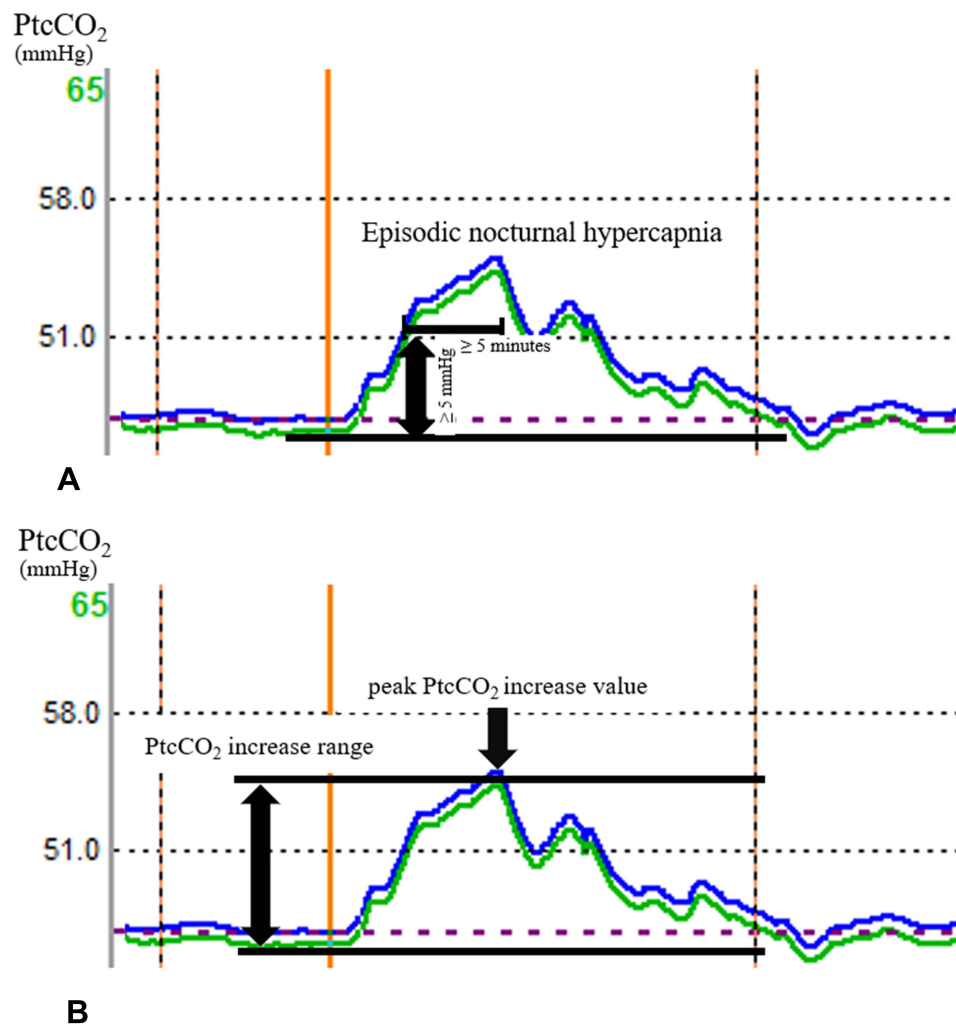 PtcCO₂
(mmHg)
65
58.0
Episodic nocturnal hypercapnia
51.0
≥ 5 minutes
≥ 5 mmHg
A
PtcCO₂
(mmHg)
65
peak PtcCO₂ increase value
58.0
PtcCO₂ increase range
51.0
B